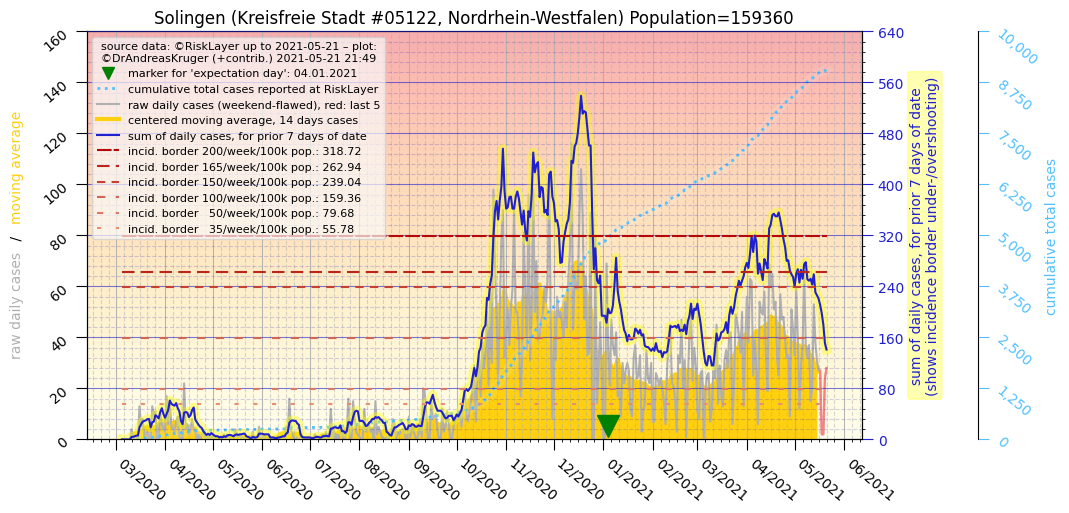 Solingen (Kreisfreie Stadt #05122, Nordrhein-Westfalen) Population=159360
source data: ©RiskLayer up to 2021-05-21 – plot:
©DrAndreasKruger (+contrib.) 2021-05-21 21:49
marker for 'expectation day': 04.01.2021
cumulative total cases reported at RiskLayer
raw daily cases (weekend-flawed), red: last 5
centered moving average, 14 days cases
sum of daily cases, for prior 7 days of date
incid. border 200/week/100k pop.: 318.72
incid. border 165/week/100k pop.: 262.94
incid. border 150/week/100k pop.: 239.04
incid. border 100/week/100k pop.: 159.36
incid. border   50/week/100k pop.: 79.68
incid. border   35/week/100k pop.: 55.78
raw daily cases / moving average
160
140
120
100
80
60
40
20
0
03/2020
04/2020
05/2020
06/2020
07/2020
08/2020
09/2020
10/2020
11/2020
12/2020
01/2021
02/2021
03/2021
04/2021
05/2021
06/2021
640
560
480
400
320
240
160
80
0
sum of daily cases, for prior 7 days of date
(shows incidence border under-/overshooting)
10,000
8,750
7,500
6,250
5,000
3,750
2,500
1,250
0
cumulative total cases